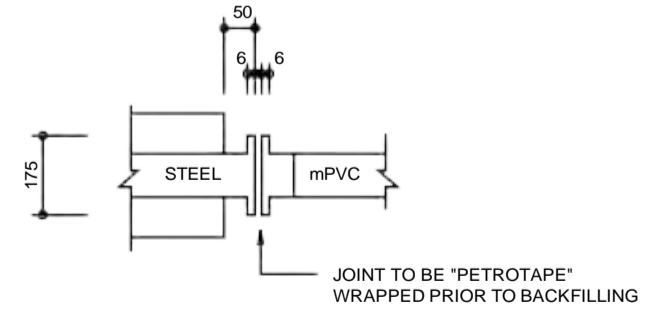 50
6 6
175
STEEL mPVC
JOINT TO BE "PETROTAPE"
WRAPPED PRIOR TO BACKFILLING